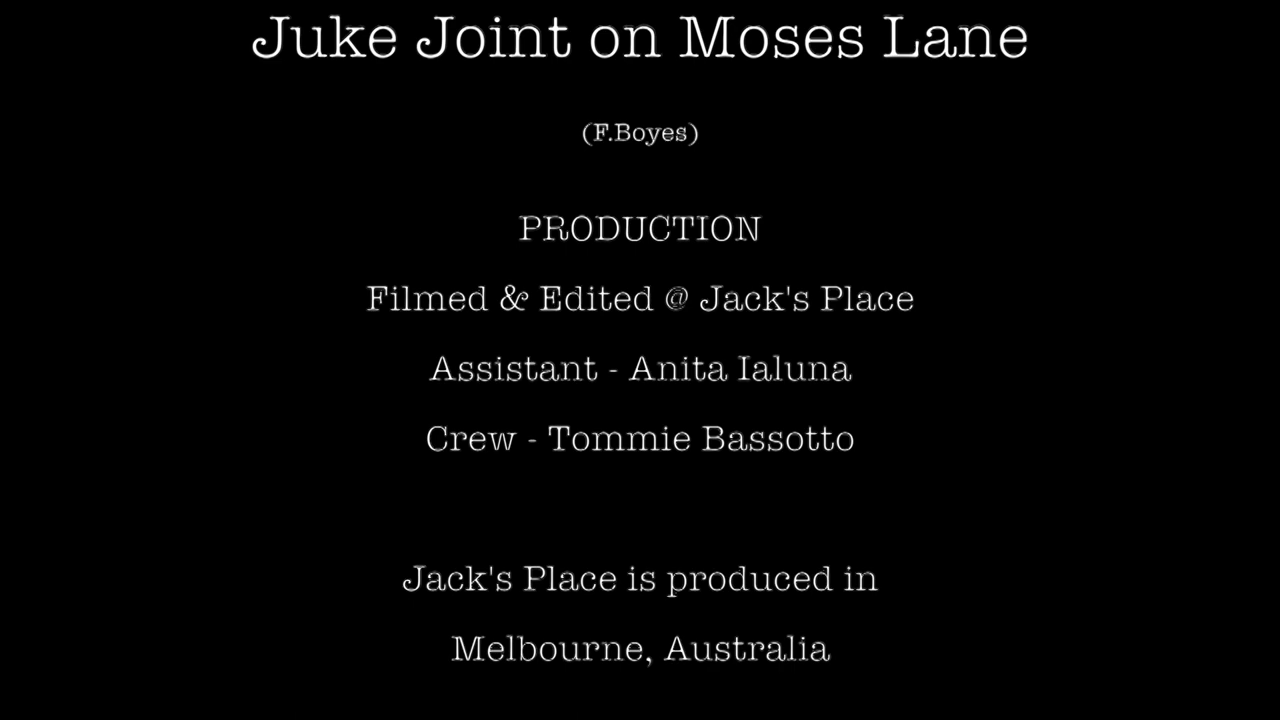 Juke Joint on Moses Lane
(F.Boyes)
PRODUCTION
Filmed & Edited @ Jack's Place
Assistant - Anita Ialuna
Crew - Tommie Bassotto
Jack's Place is produced in
Melbourne, Australia